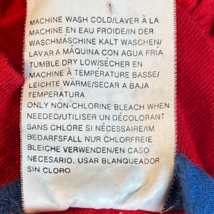 MACHINE WASH COLD/LAVER À LA
MACHINE EN EAU FROIDE/IN DER
WASCHMASCHINE KALT WASCHEN/
LAVAR A MÁQUINA CON AGUA FRIA
TUMBLE DRY LOW/SÉCHER EN
MACHINE À TEMPÉRATURE BASSE/
LEICHTE WÄRME/SECAR A BAJA
TEMPERATURA
ONLY NON-CHLORINE BLEACH WHEN
NEEDED/UTILISER UN DÉCOLORANT
SANS CHLORE SI NÉCESSAIRE/IM
BEDARFSFALL NUR CHLORFREIE
BLEICHE VERWENDEN/EN CASO
NECESARIO. USAR BLANQUEADOR
SIN CLORO